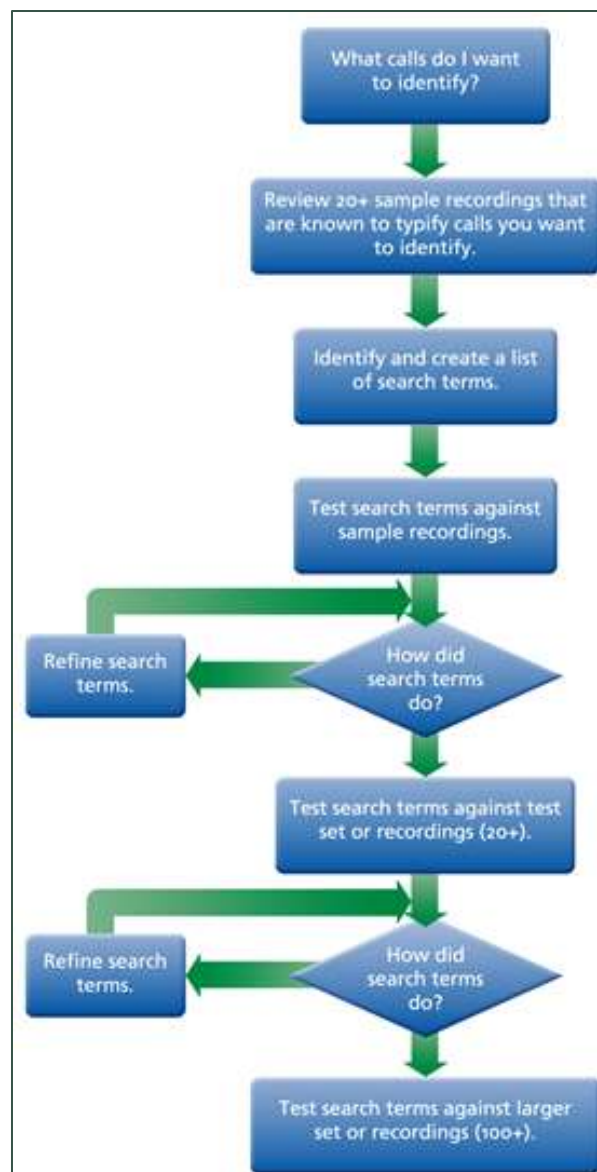 What calls do I want
to identify?
Review 20+ sample recordings that
are known to typify calls you want
to identify.
Identify and create a list
of search terms.
Test search terms against
sample recordings.
How did
search terms
do?
Refine search
terms.
Test search terms against test
set or recordings (20+).
How did
search terms
do?
Refine search
terms.
Test search terms against larger
set or recordings (100+).